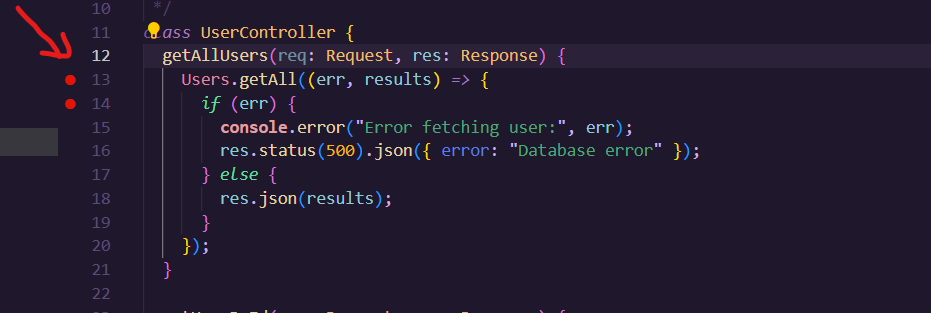 10 */
11 class UserController {
12 getAllUsers(req: Request, res: Response) {
13 Users.getAll((err, results) => {
14 if (err) {
15 console.error("Error fetching user:", err);
16 res.status(500).json({ error: "Database error" });
17 } else {
18 res.json(results);
19 }
20 });
21 }
22